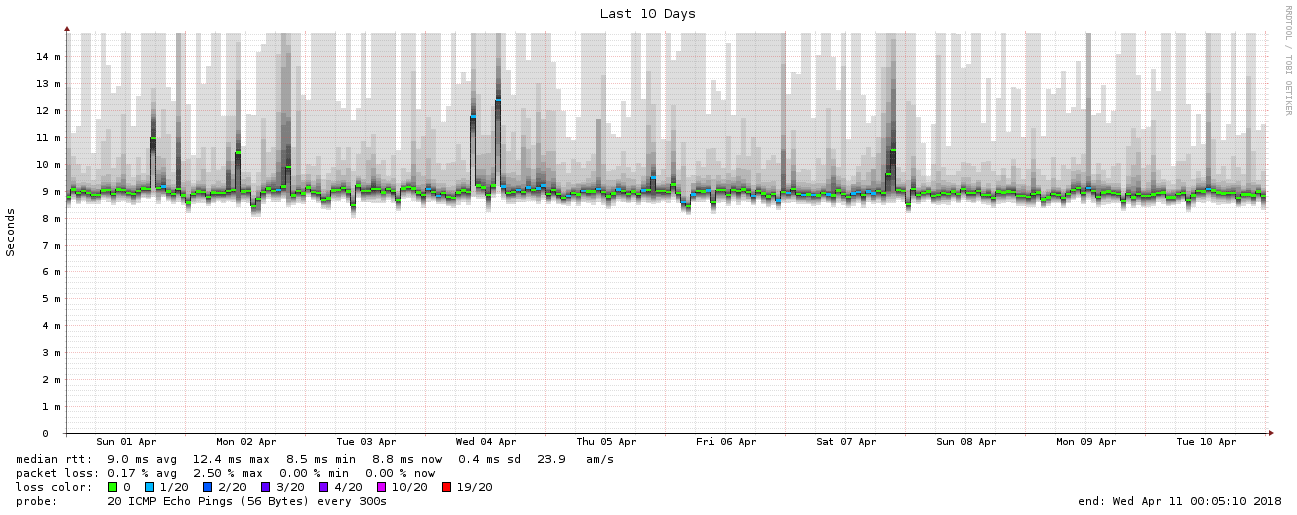 Last 10 Days
RRDTOOL / TOBI OETIKER
14 m
13 m
12 m
11 m
10 m
9 m
8 m
7 m
6 m
5 m
4 m
3 m
2 m
1 m
0
Seconds
Sun 01 Apr Mon 02 Apr Tue 03 Apr Wed 04 Apr Thu 05 Apr Fri 06 Apr Sat 07 Apr Sun 08 Apr Mon 09 Apr Tue 10 Apr
median rtt: 9.0 ms avg 12.4 ms max 8.5 ms min 8.8 ms now 0.4 ms sd 23.9 am/s
packet loss: 0.17 % avg 2.50 % max 0.00 % min 0.00 % now
loss color: 0 1/20 2/20 3/20 4/20 10/20 19/20
probe: 20 ICMP Echo Pings (56 Bytes) every 300s end: Wed Apr 11 00:05:10 2018